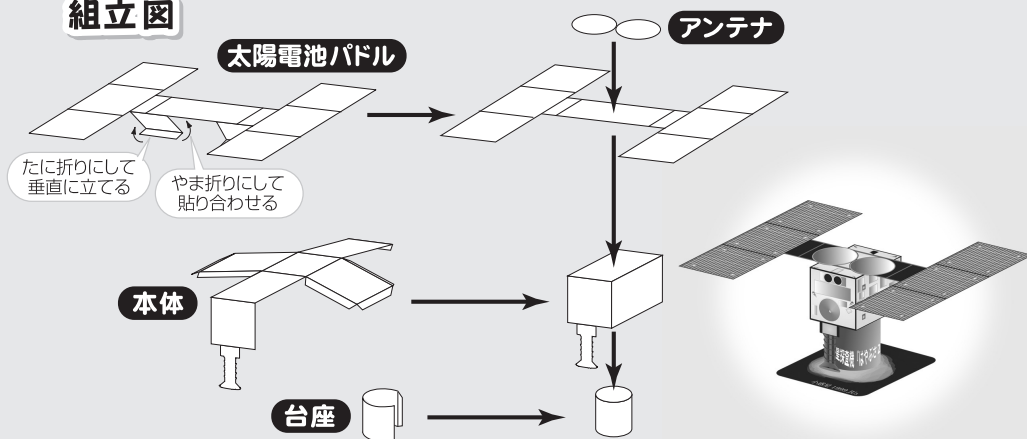 組立図
アンテナ
太陽電池パドル
たに折りにして
垂直に立てる
やま折りにして
貼り合わせる
本体
台座